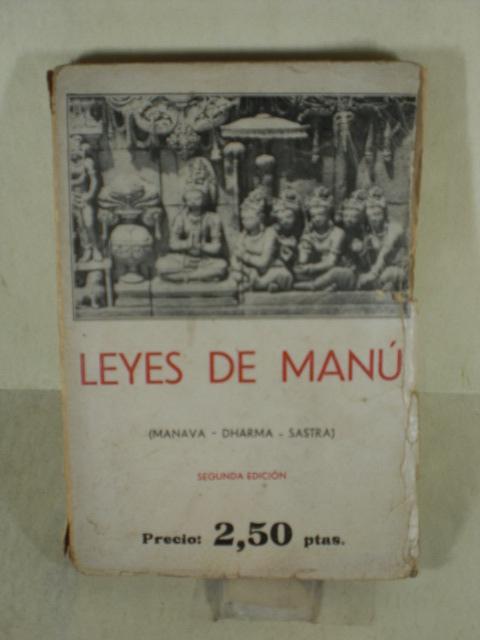 LEYES DE MANÚ
(MANAVA - DHARMA - SASTRA)
SEGUNDA EDICIÓN
Precio: 2,50 ptas.